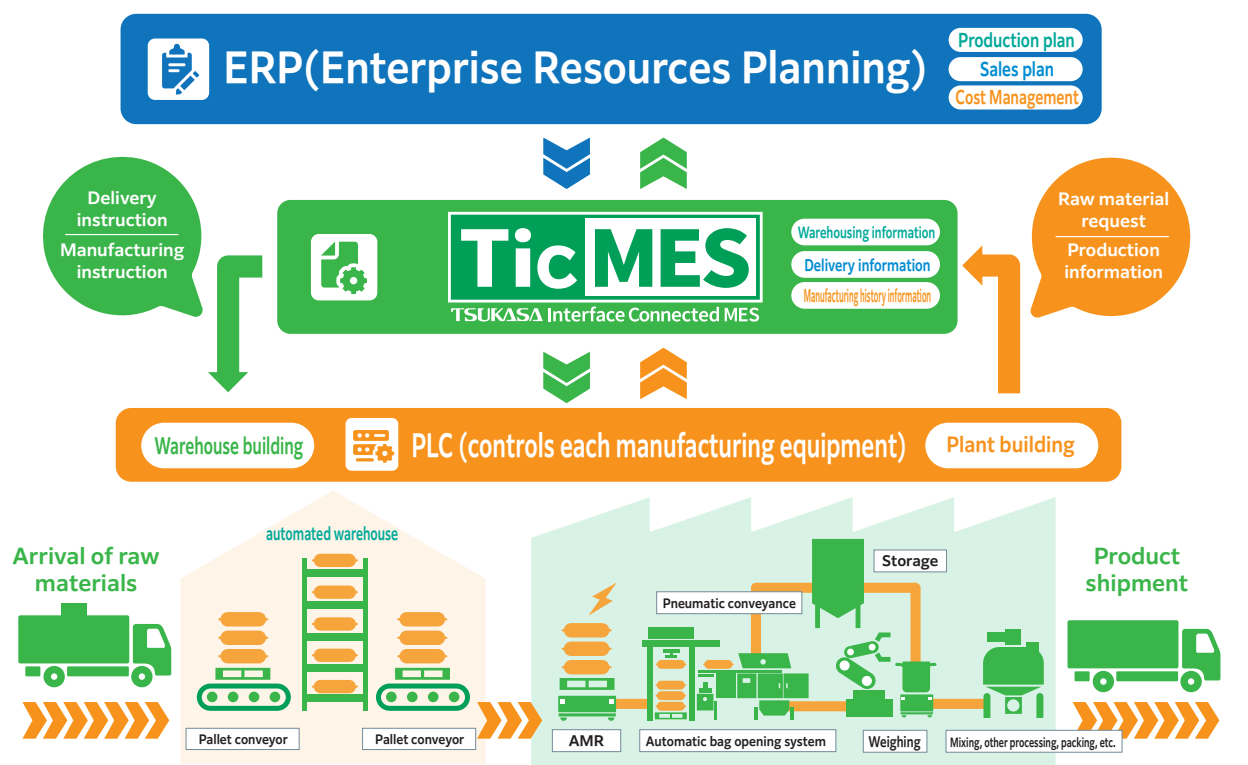 ERP(Enterprise Resources Planning)
Production plan
Sales plan
Cost Management
Delivery
instruction
Manufacturing
instruction
TicMES
TSUKASA Interface Connected MES
Warehousing information
Delivery information
Manufacturing history information
Raw material
request
Production
information
Warehouse building
PLC (controls each manufacturing equipment)
Plant building
Arrival of raw
materials
automated warehouse
Pallet conveyor
Pallet conveyor
Storage
Pneumatic conveyance
AMR
Automatic bag opening system
Weighing
Mixing, other processing, packing, etc.
Product
shipment